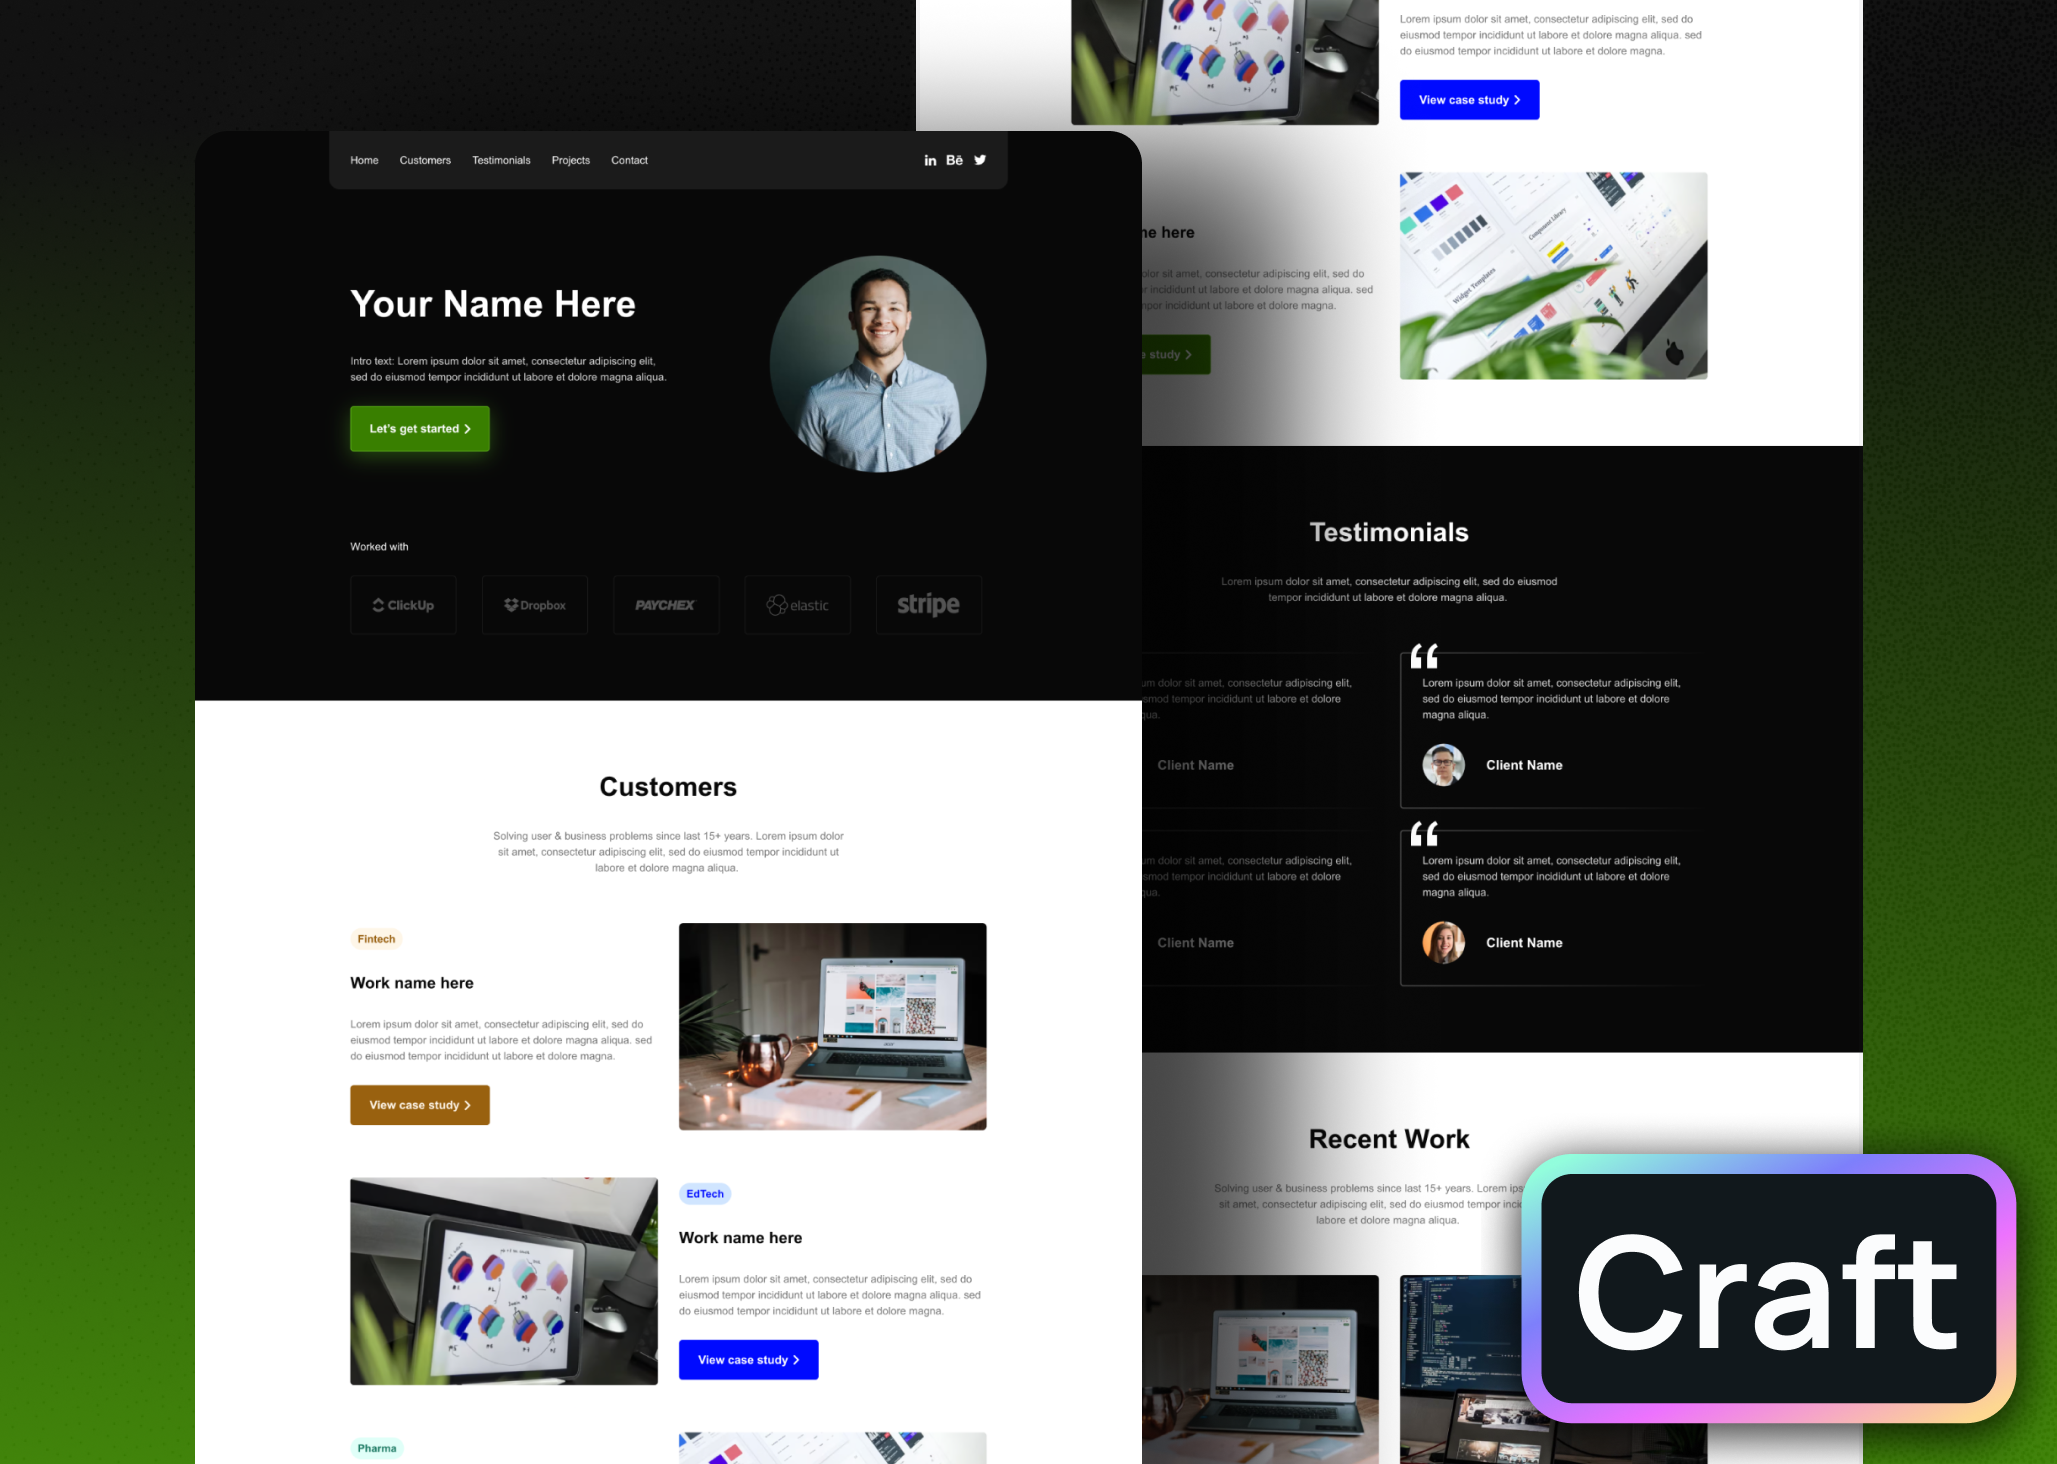 Home Customers Testimonials Projects Contact
in Bē
Your Name Here
Intro text: Lorem ipsum dolor sit amet, consectetur adipiscing elit,
sed do eiusmod tempor incididunt ut labore et dolore magna aliqua.
Let's get started
Worked with
ClickUp Dropbox PAYCHEX elastic stripe
Customers
Solving user & business problems since last 15+ years. Lorem ipsum dolor
sit amet, consectetur adipiscing elit, sed do eiusmod tempor incididunt ut
labore et dolore magna aliqua.
Fintech
Work name here
Lorem ipsum dolor sit amet, consectetur adipiscing elit, sed do
eiusmod tempor incididunt ut labore et dolore magna aliqua. sed
do eiusmod tempor incididunt ut labore et dolore magna.
View case study
EdTech
Work name here
Lorem ipsum dolor sit amet, consectetur adipiscing elit, sed do
eiusmod tempor incididunt ut labore et dolore magna aliqua. sed
do eiusmod tempor incididunt ut labore et dolore magna.
View case study
Pharma
Lorem ipsum dolor sit amet, consectetur adipiscing elit, sed do
eiusmod tempor incididunt ut labore et dolore magna aliqua. sed
do eiusmod tempor incididunt ut labore et dolore magna.
View case study
here
dolor sit amet, consectetur adipiscing elit, sed do
incididunt ut labore et dolore magna aliqua. sed
incididunt ut labore et dolore magna.
study
Component Library
Widget Templates
Testimonials
Lorem ipsum dolor sit amet, consectetur adipiscing elit, sed do eiusmod
tempor incididunt ut labore et dolore magna aliqua.
dolor sit amet, consectetur adipiscing elit,
tempor incididunt ut labore et dolore
Client Name
“
Lorem ipsum dolor sit amet, consectetur adipiscing elit,
sed do eiusmod tempor incididunt ut labore et dolore
magna aliqua.
Client Name
dolor sit amet, consectetur adipiscing elit,
tempor incididunt ut labore et dolore
Client Name
“
Lorem ipsum dolor sit amet, consectetur adipiscing elit,
sed do eiusmod tempor incididunt ut labore et dolore
magna aliqua.
Client Name
Recent Work
Solving user & business problems since last 15+ years. Lorem
sit amet, consectetur adipiscing elit, sed do eiusmod tempor
labore et dolore magna aliqua.
Craft